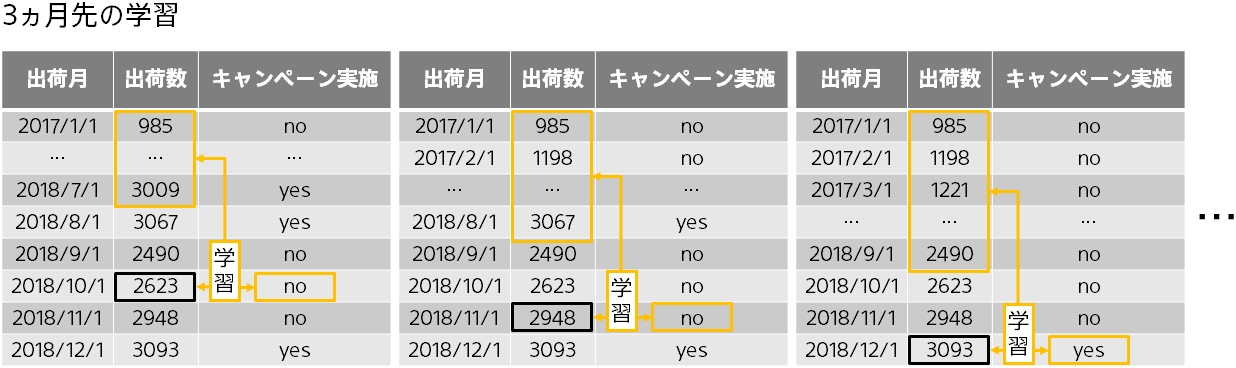 3ヵ月先の学習
出荷月 出荷数 キャンペーン実施
2017/1/1 985 no
… … …
2018/7/1 3009 yes
2018/8/1 3067 yes
2018/9/1 2490 no
2018/10/1 2623 no
2018/11/1 2948 no
2018/12/1 3093 yes
学習
出荷月 出荷数 キャンペーン実施
2017/1/1 985 no
2017/2/1 1198 no
… … …
2018/8/1 3067 yes
2018/9/1 2490 no
2018/10/1 2623 no
2018/11/1 2948 no
2018/12/1 3093 yes
学習
出荷月 出荷数 キャンペーン実施
2017/1/1 985 no
2017/2/1 1198 no
2017/3/1 1221 no
… … …
2018/9/1 2490 no
2018/10/1 2623 no
2018/11/1 2948 no
2018/12/1 3093 yes
学習
…